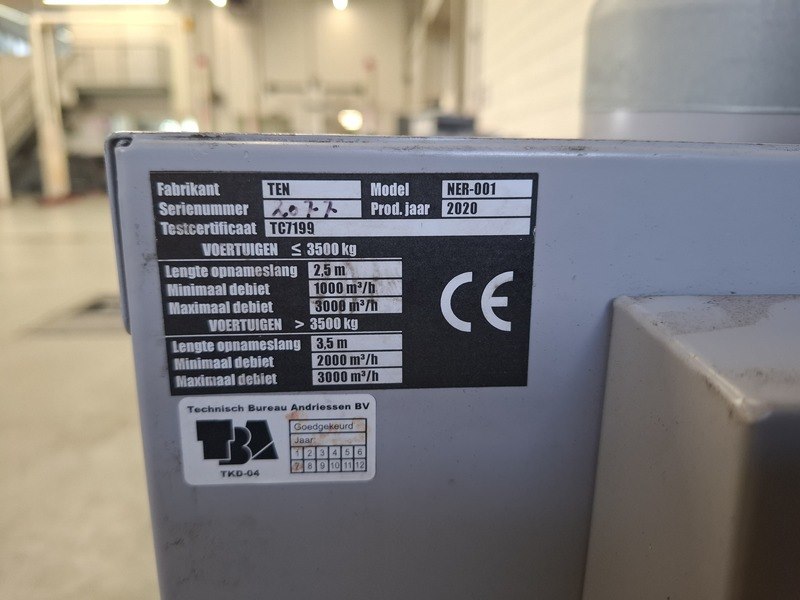 Fabrikant TEN Model NER-001
Serienummer 2077 Prod. jaar 2020
Testcertificaat TC7199
VOERTUIGEN ≤ 3500 kg
Lengte opnameslang 2,5 m
Minimaal debiet 1000 m³/h
Maximaal debiet 3000 m³/h
VOERTUIGEN > 3500 kg
Lengte opnameslang 3,5 m
Minimaal debiet 2000 m³/h
Maximaal debiet 3000 m³/h
CE
Technisch Bureau Andriessen BV
TBA
TKD-04
Goedgekeurd
Jaar:
1 2 3 4 5 6
7 8 9 10 11 12